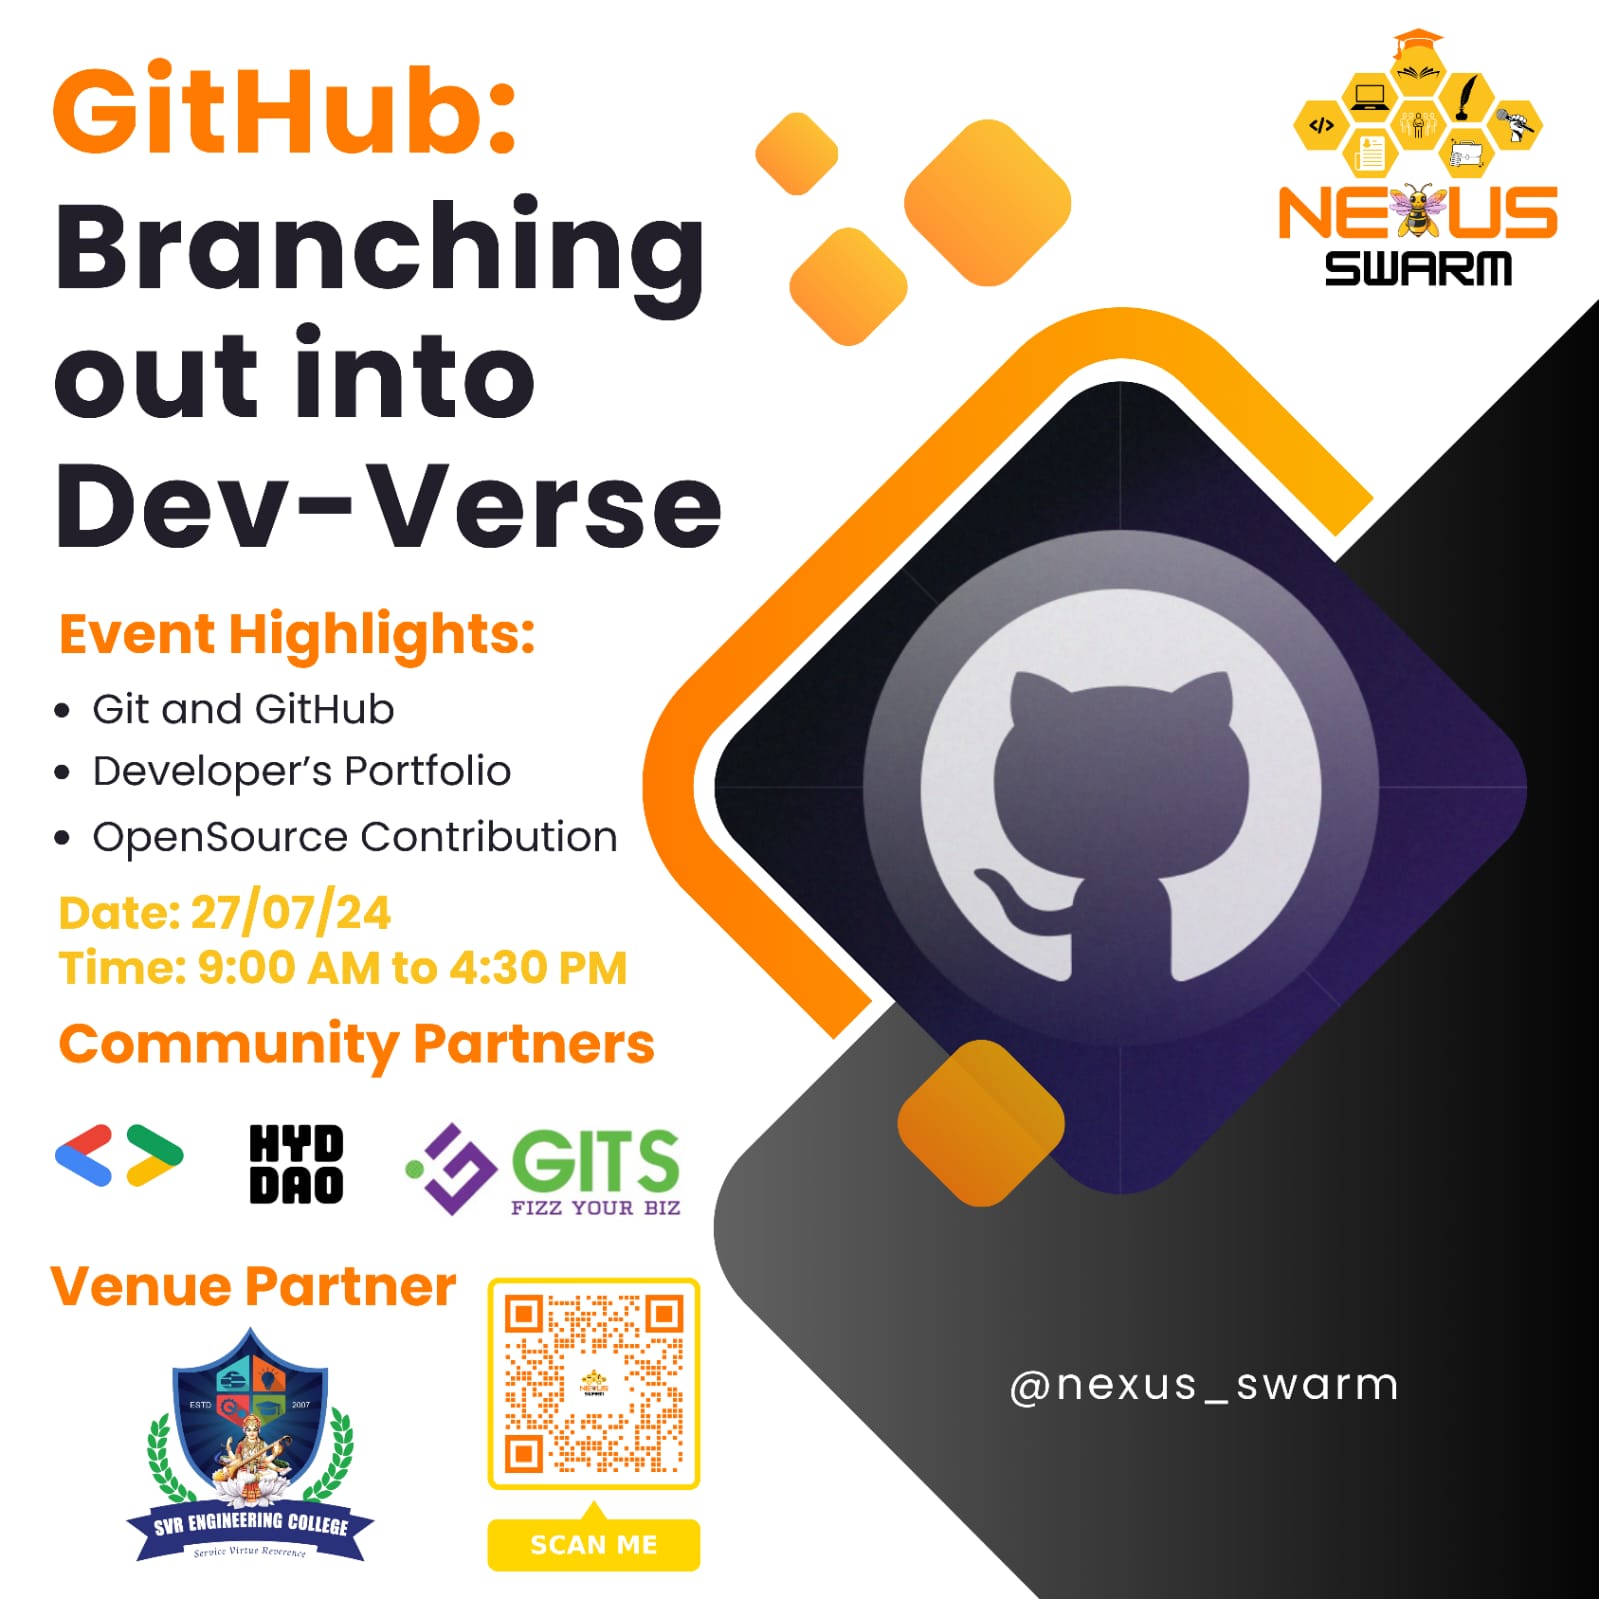 GitHub:
Branching
out into
Dev-Verse
NEXUS
SWARM
</>
Event Highlights:
• Git and GitHub
• Developer’s Portfolio
• OpenSource Contribution
Date: 27/07/24
Time: 9:00 AM to 4:30 PM
Community Partners
HYD
DAO
GITS
FIZZ YOUR BIZ
Venue Partner
ESTD 2007
SVR ENGINEERING COLLEGE
Service Virtue Reverence
NEXUS
SWARM
SCAN ME
@nexus_swarm